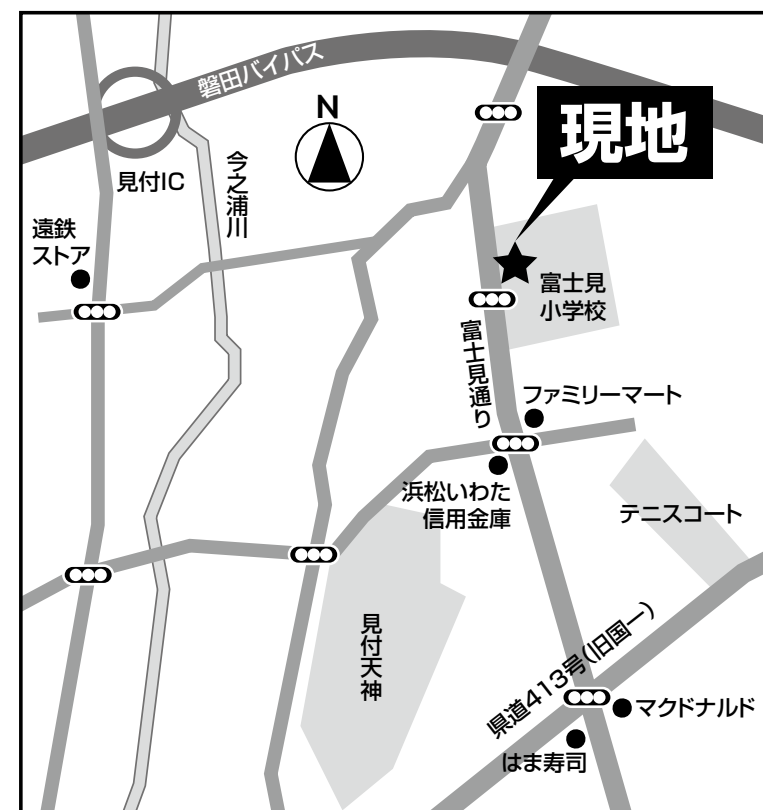 磐田バイパス
N
現地
見付IC
今之浦川
遠鉄
ストア
富士見
小学校
富士見通り
ファミリーマート
浜松いわた
信用金庫
テニスコート
見付天神
県道413号(旧国一)
マクドナルド
はま寿司